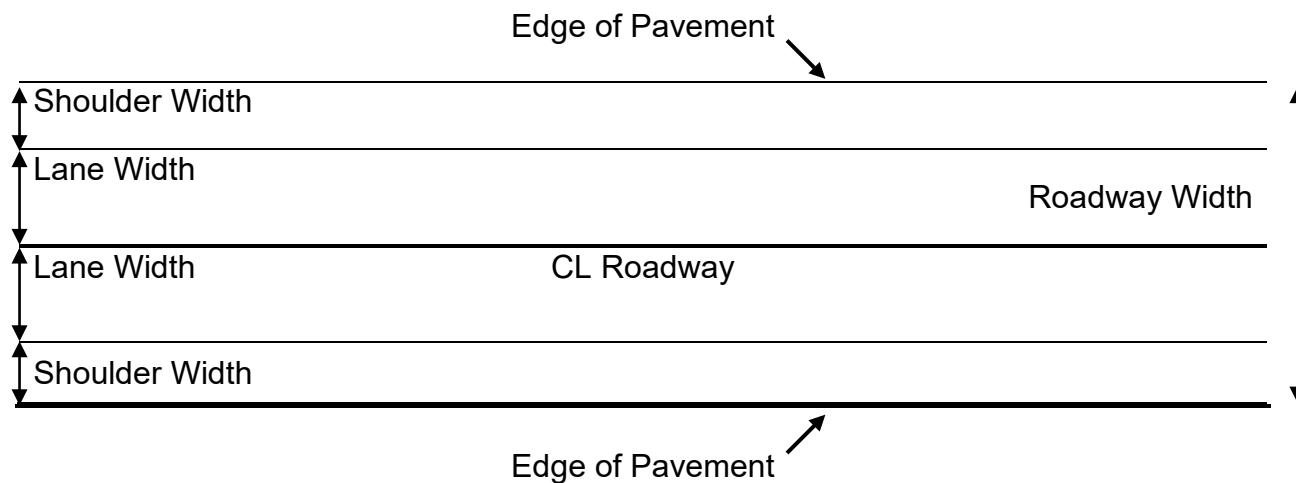 Edge of Pavement
Shoulder Width
Lane Width
Roadway Width
Lane Width
CL Roadway
Shoulder Width
Edge of Pavement